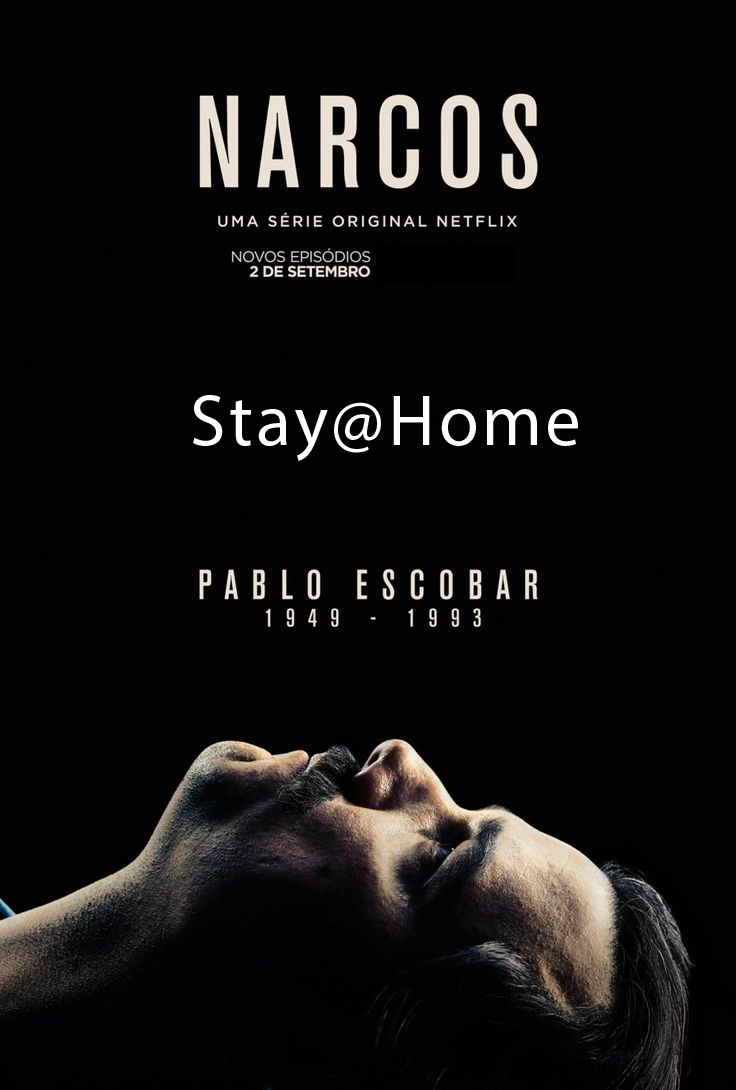 NARCOS
UMA SÉRIE ORIGINAL NETFLIX
NOVOS EPISÓDIOS
2 DE SETEMBRO
Stay@Home
PABLO ESCOBAR
1949 - 1993